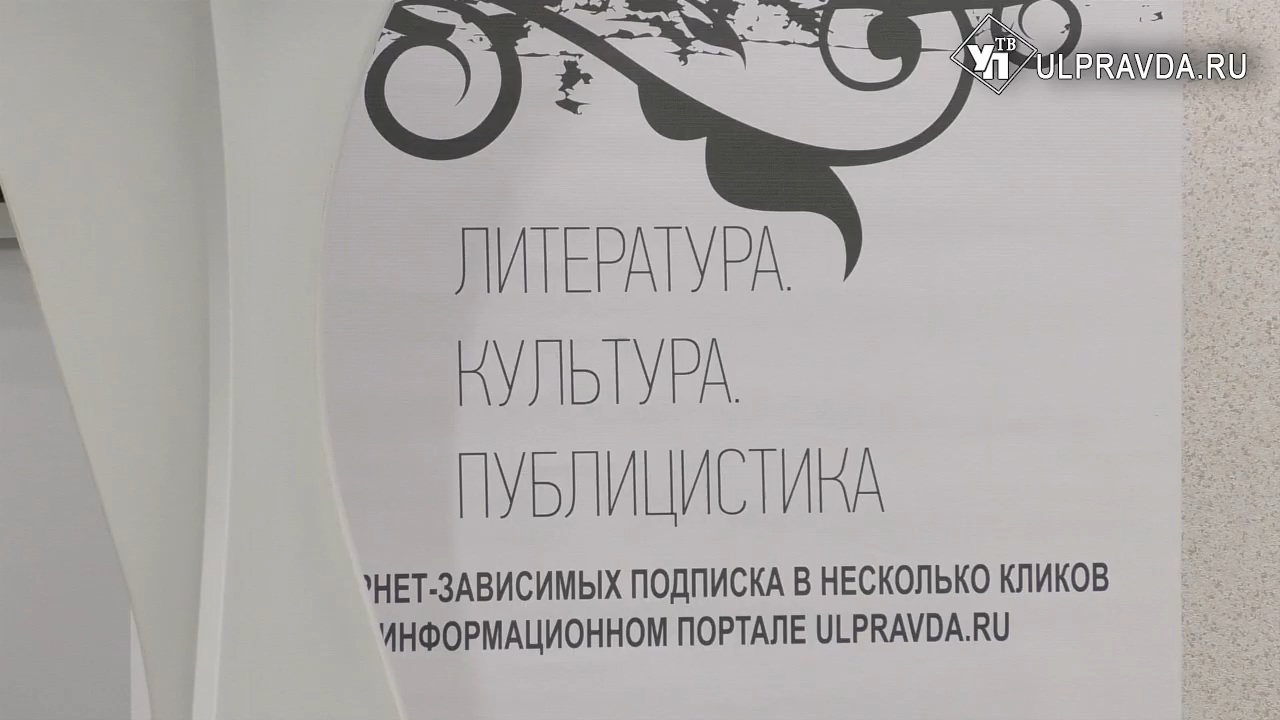 УП ТВ ULPRAVDA.RU
ЛИТЕРАТУРА.
КУЛЬТУРА.
ПУБЛИЦИСТИКА
РНЕТ-ЗАВИСИМЫХ ПОДПИСКА В НЕСКОЛЬКО КЛИКОВ
ИНФОРМАЦИОННОМ ПОРТАЛЕ ULPRAVDA.RU